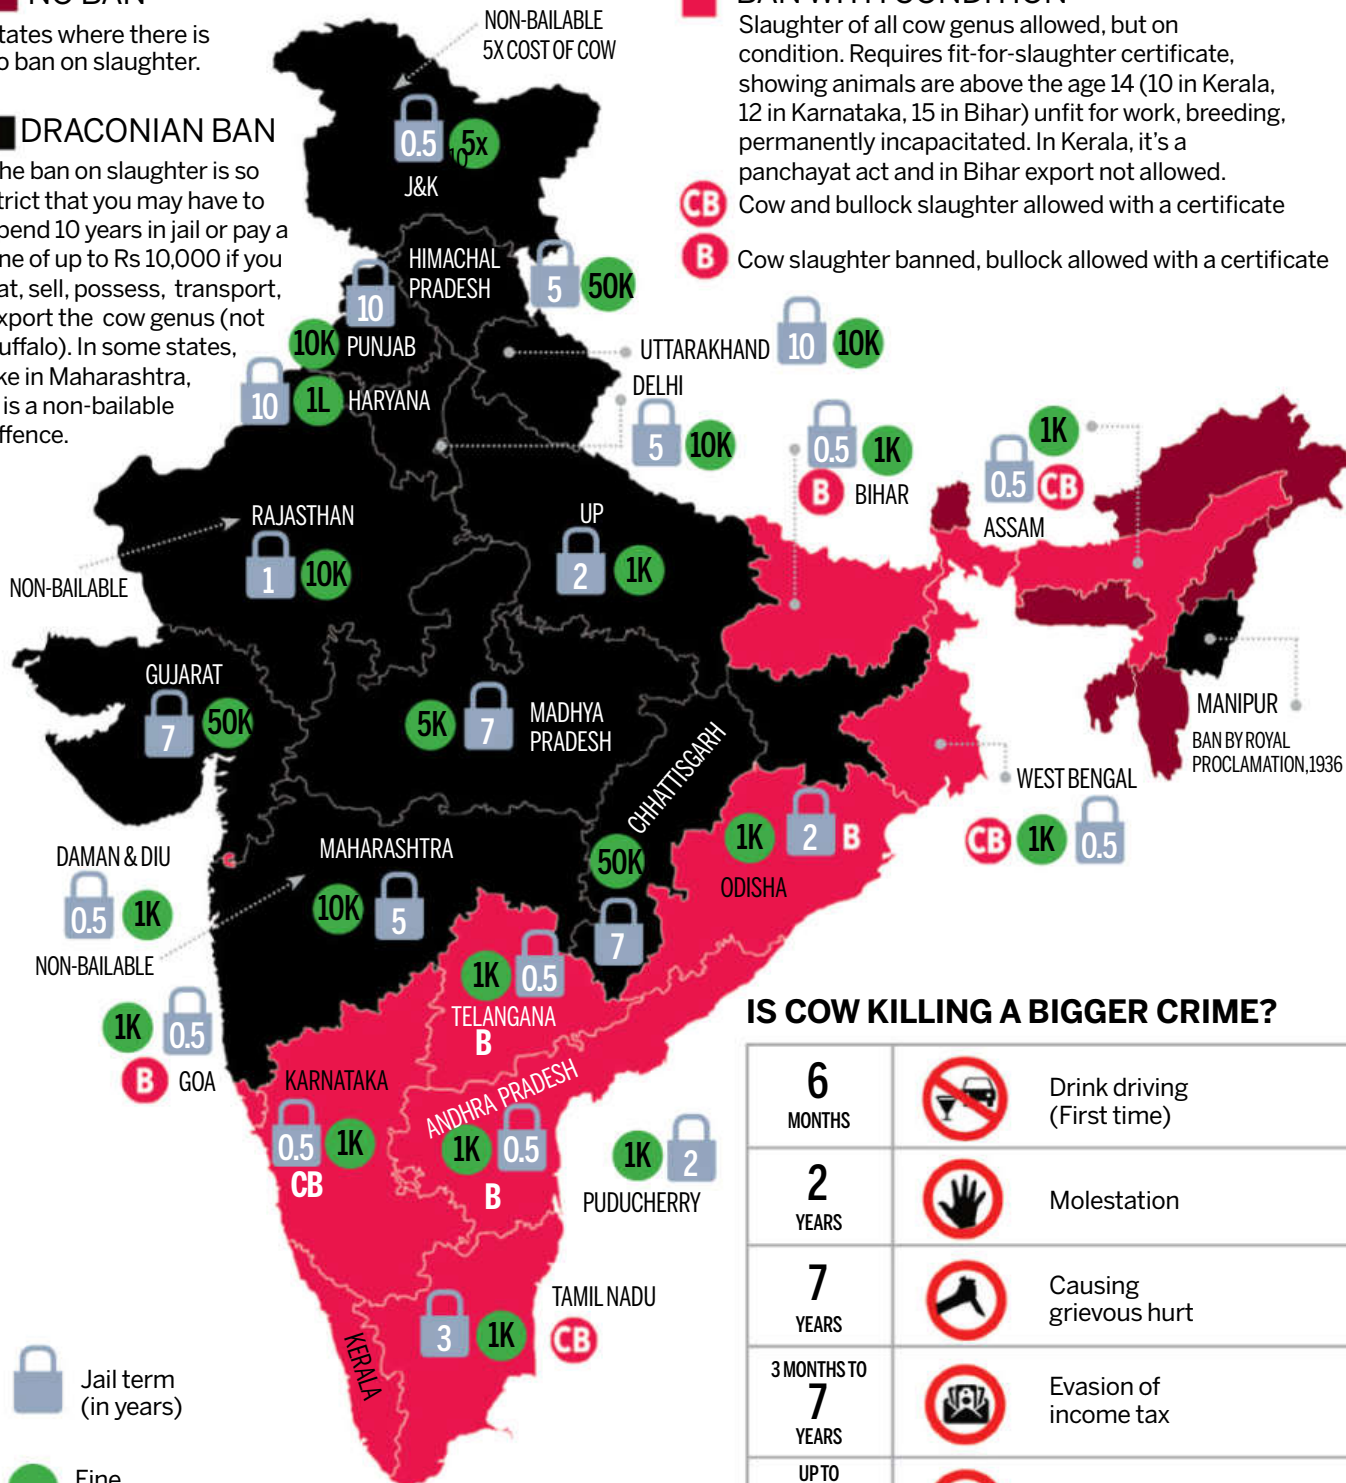 NO BAN
tates where there is
o ban on slaughter.
DRACONIAN BAN
he ban on slaughter is so
trict that you may have to
pend 10 years in jail or pay a
ne of up to Rs 10,000 if you
at, sell, possess, transport,
xport the cow genus (not
uffalo). In some states,
ke in Maharashtra,
is a non-bailable
ffence.
NON-BAILABLE
5X COST OF COW
BAN WITH CONDITION
Slaughter of all cow genus allowed, but on
condition. Requires fit-for-slaughter certificate,
showing animals are above the age 14 (10 in Kerala,
12 in Karnataka, 15 in Bihar) unfit for work, breeding,
permanently incapacitated. In Kerala, it's a
panchayat act and in Bihar export not allowed.
CB Cow and bullock slaughter allowed with a certificate
B Cow slaughter banned, bullock allowed with a certificate
0.5 10 5x
J&K
HIMACHAL
PRADESH
5 50K
10
10K PUNJAB
UTTARAKHAND 10 10K
10 1L HARYANA
DELHI
5 10K
0.5 1K
B BIHAR
1K
0.5 CB
ASSAM
RAJASTHAN
1 10K
NON-BAILABLE
UP
2 1K
GUJARAT
7 50K
5K 7 MADHYA
PRADESH
CHHATTISGARH
50K
7
MANIPUR
BAN BY ROYAL
PROCLAMATION,1936
WEST BENGAL
CB 1K 0.5
1K 2 B
ODISHA
DAMAN & DIU
0.5 1K
MAHARASHTRA
10K 5
NON-BAILABLE
1K 0.5
TELANGANA
B
1K 0.5
B GOA
KARNATAKA
0.5 1K
CB
ANDHRA PRADESH
1K 0.5
B
1K 2
PUDUCHERRY
TAMIL NADU
3 1K CB
KERALA
Jail term
(in years)
Fine
IS COW KILLING A BIGGER CRIME?
6
MONTHS
Drink driving
(First time)
2
YEARS
Molestation
7
YEARS
Causing
grievous hurt
3 MONTHS TO
7
YEARS
Evasion of
income tax
UP TO